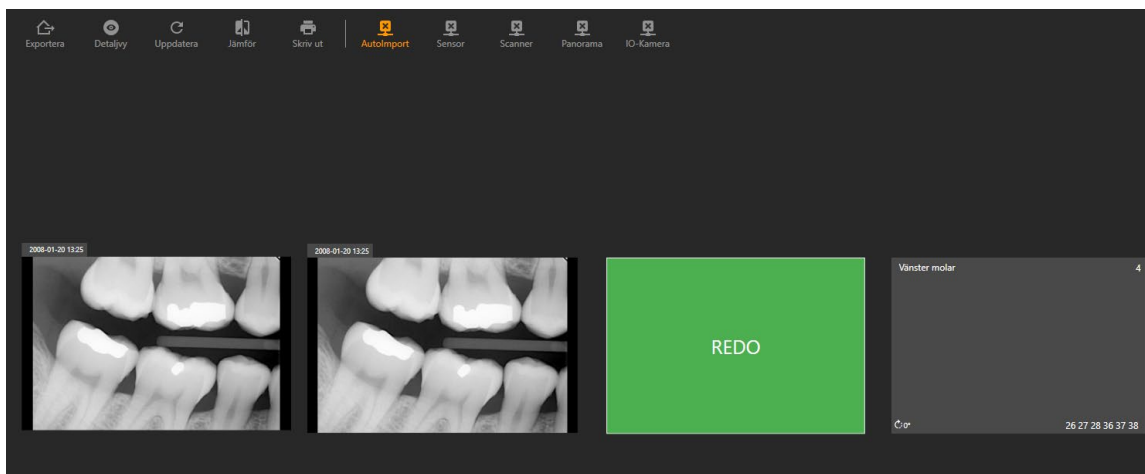 Exportera
Detaljvy
Uppdatera
Jämför
Skriv ut
AutoImport
Sensor
Scanner
Panorama
IO-Kamera
2008-01-20 13:25
2008-01-20 13:25
REDO
Vänster molar 4
0° 26 27 28 36 37 38